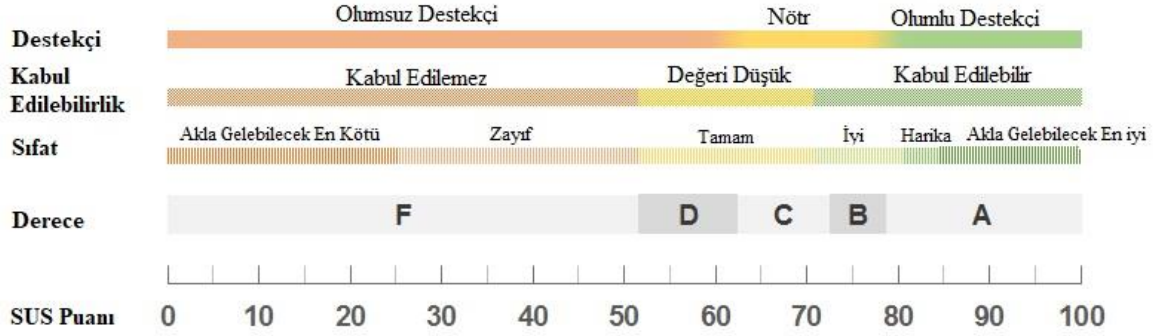 Olumsuz Destekçi Nötr Olumlu Destekçi
Destekçi
Kabul
Edilebilirlik
Kabul Edilemez Değeri Düşük Kabul Edilebilir
Akla Gelebilecek En Kötü Zayıf Tamam İyi Harika Akla Gelebilecek En iyi
Sıfat
Derece F D C B A
SUS Puanı 0 10 20 30 40 50 60 70 80 90 100